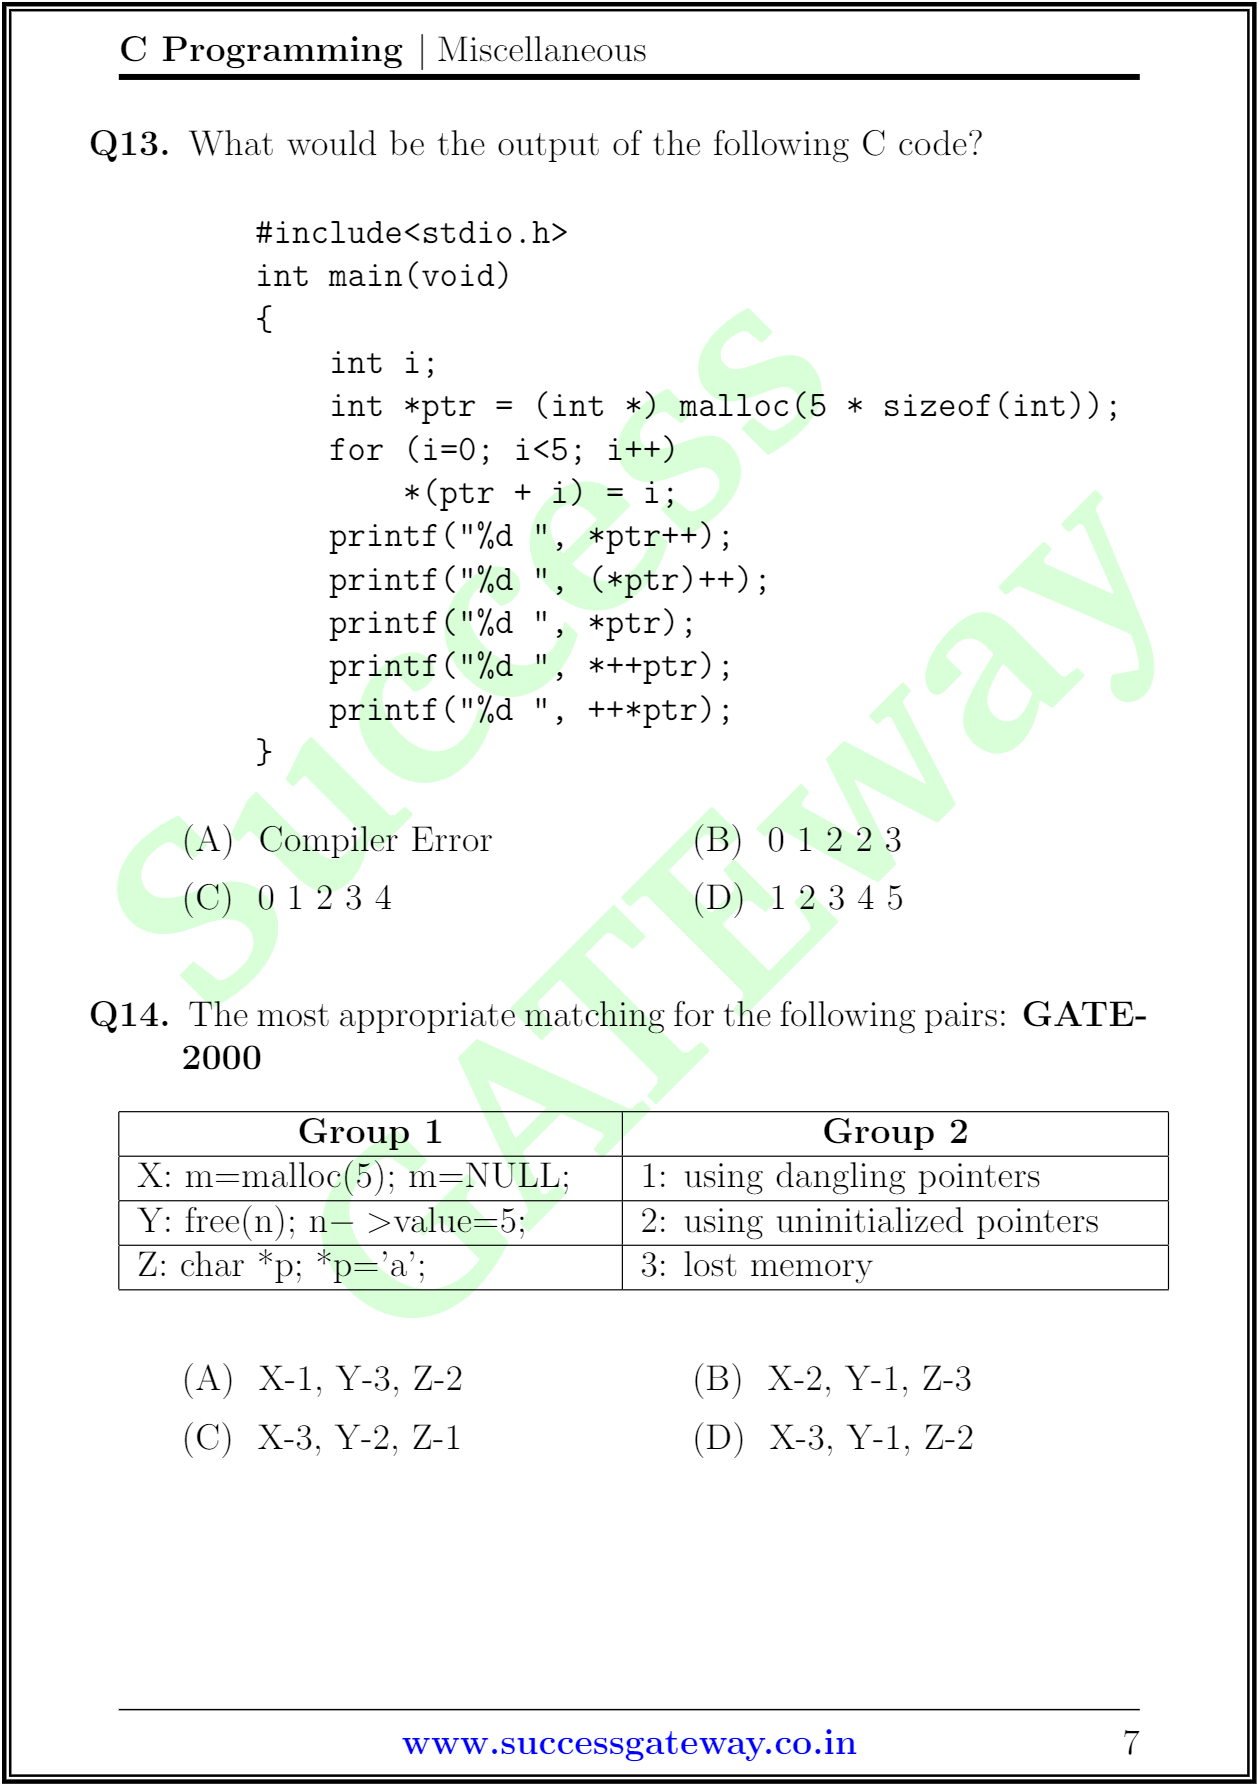 C Programming | Miscellaneous
Q13. What would be the output of the following C code?
#include<stdio.h>
int main(void)
{
    int i;
    int *ptr = (int *) malloc(5 * sizeof(int));
    for (i=0; i<5; i++)
        *(ptr + i) = i;
    printf("%d ", *ptr++);
    printf("%d ", (*ptr)++);
    printf("%d ", *ptr);
    printf("%d ", *++ptr);
    printf("%d ", ++*ptr);
}
(A) Compiler Error (B) 0 1 2 2 3
(C) 0 1 2 3 4 (D) 1 2 3 4 5
Q14. The most appropriate matching for the following pairs: GATE-
2000
Group 1 Group 2
X: m=malloc(5); m=NULL; 1: using dangling pointers
Y: free(n); n− >value=5; 2: using uninitialized pointers
Z: char *p; *p='a'; 3: lost memory
(A) X-1, Y-3, Z-2 (B) X-2, Y-1, Z-3
(C) X-3, Y-2, Z-1 (D) X-3, Y-1, Z-2
www.successgateway.co.in 7
Success
GATEway